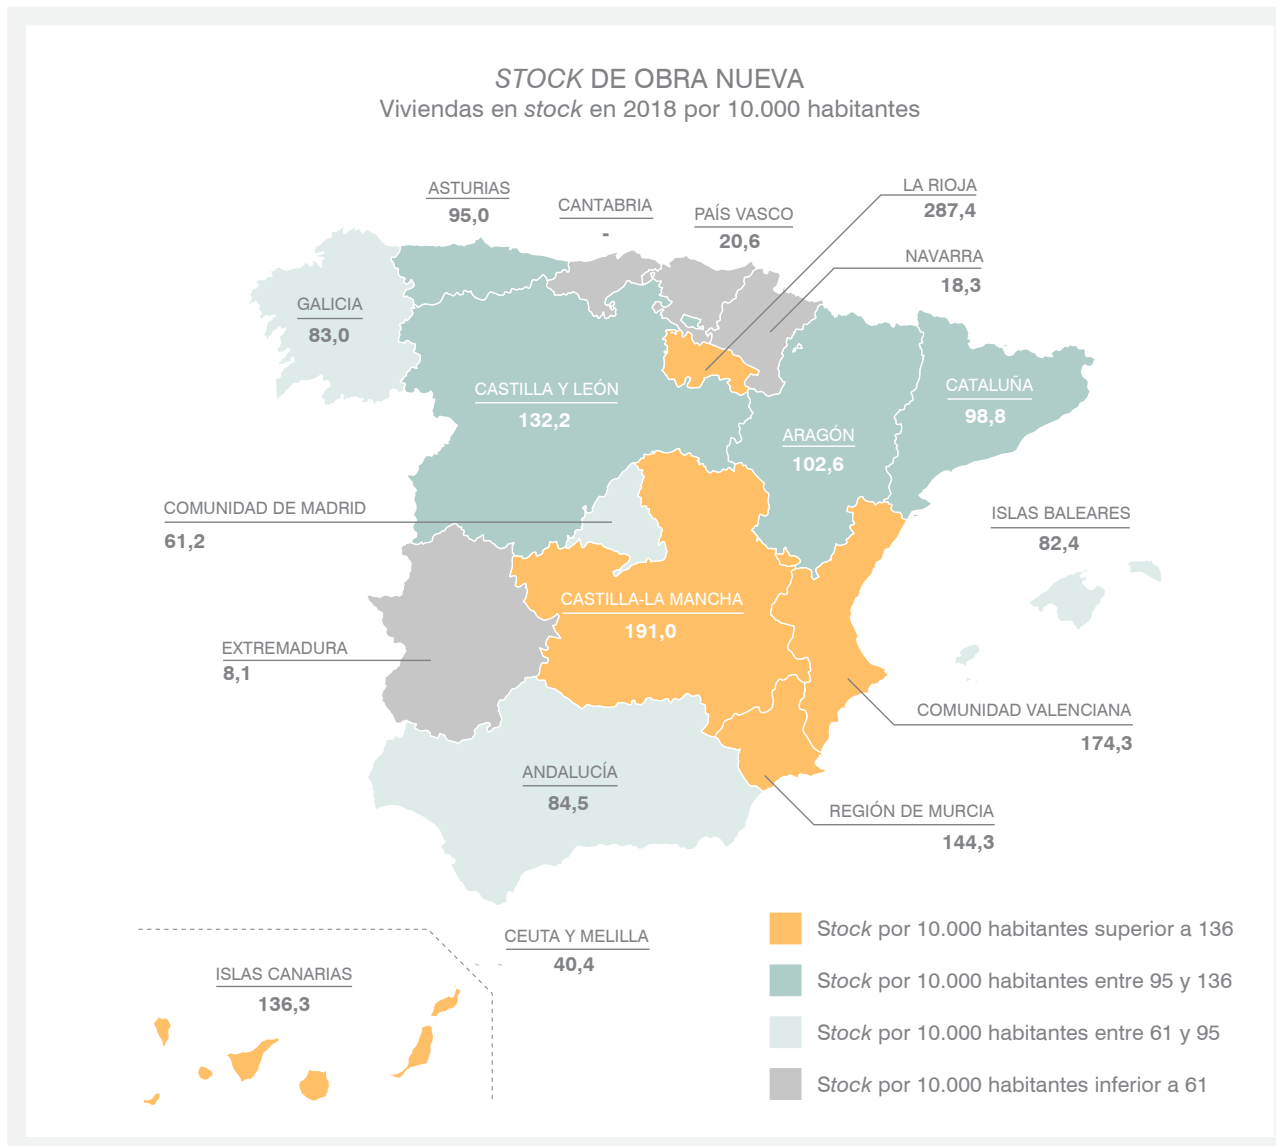 STOCK DE OBRA NUEVA
Viviendas en stock en 2018 por 10.000 habitantes
ASTURIAS
95,0
CANTABRIA
-
PAÍS VASCO
20,6
LA RIOJA
287,4
NAVARRA
18,3
GALICIA
83,0
CASTILLA Y LEÓN
132,2
CATALUÑA
98,8
ARAGÓN
102,6
COMUNIDAD DE MADRID
61,2
ISLAS BALEARES
82,4
CASTILLA-LA MANCHA
191,0
EXTREMADURA
8,1
COMUNIDAD VALENCIANA
174,3
ANDALUCÍA
84,5
REGIÓN DE MURCIA
144,3
CEUTA Y MELILLA
40,4
ISLAS CANARIAS
136,3
Stock por 10.000 habitantes superior a 136
Stock por 10.000 habitantes entre 95 y 136
Stock por 10.000 habitantes entre 61 y 95
Stock por 10.000 habitantes inferior a 61